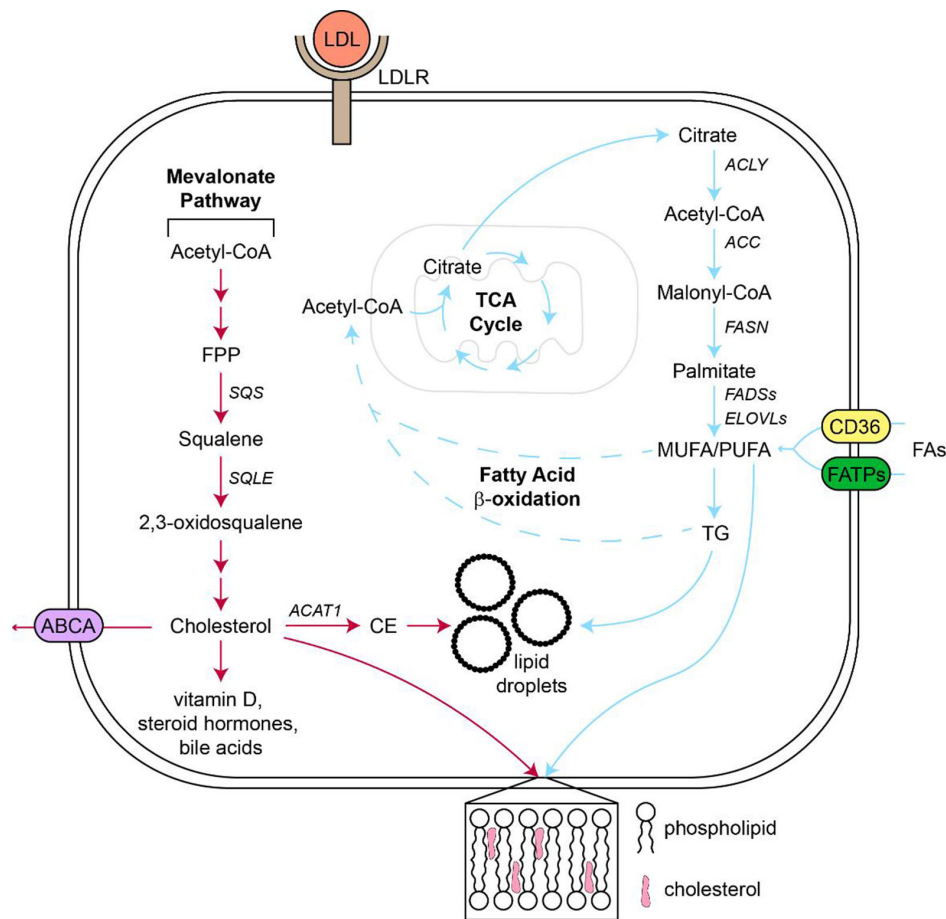 LDL
LDLR
Mevalonate
Pathway
Acetyl-CoA
FPP
SQS
Squalene
SQLE
2,3-oxidosqualene
ABCA
Cholesterol
ACAT1
CE
vitamin D,
steroid hormones,
bile acids
Acetyl-CoA
Citrate
TCA
Cycle
Fatty Acid
β-oxidation
lipid
droplets
Citrate
ACLY
Acetyl-CoA
ACC
Malonyl-CoA
FASN
Palmitate
FADSs
ELOVLs
MUFA/PUFA
TG
CD36
FATPs
FAs
phospholipid
cholesterol